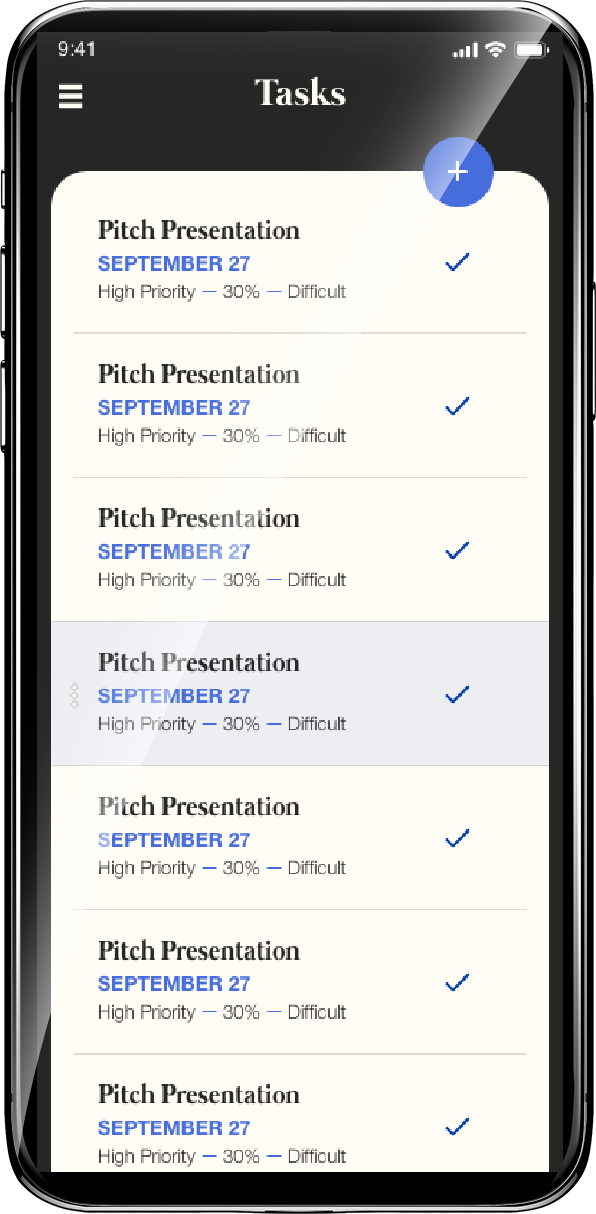 9:41
Tasks
+
Pitch Presentation
SEPTEMBER 27
High Priority — 30% — Difficult
Pitch Presentation
SEPTEMBER 27
High Priority — 30% — Difficult
Pitch Presentation
SEPTEMBER 27
High Priority — 30% — Difficult
Pitch Presentation
SEPTEMBER 27
High Priority — 30% — Difficult
Pitch Presentation
SEPTEMBER 27
High Priority — 30% — Difficult
Pitch Presentation
SEPTEMBER 27
High Priority — 30% — Difficult
Pitch Presentation
SEPTEMBER 27
High Priority — 30% — Difficult